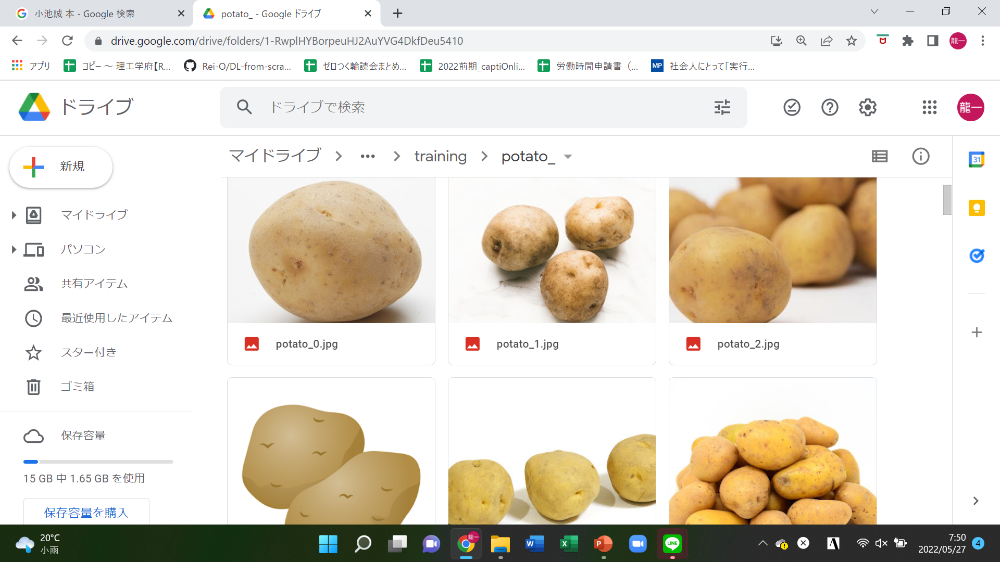 小池誠 本 - Google 検索
potato_ - Google ドライブ
drive.google.com/drive/folders/1-RwplHYBorpeuHJ2AuYVG4DkfDeu5410
龍一
アプリ
コピー ～ 理工学府【R...
Rei-O/DL-from-scra...
ゼロつく輪読会まとめ...
2022前期_captiOnli...
労働時間申請書（...
MP
社会人にとって「実行...
ドライブ
ドライブで検索
龍一
新規
マイドライブ
training
potato_
31
マイドライブ
パソコン
共有アイテム
最近使用したアイテム
スター付き
ゴミ箱
保存容量
15 GB 中 1.65 GB を使用
保存容量を購入
potato_0.jpg
potato_1.jpg
potato_2.jpg
20°C
小雨
龍一
W
X
P
LINE
A
7:50
2022/05/27
4